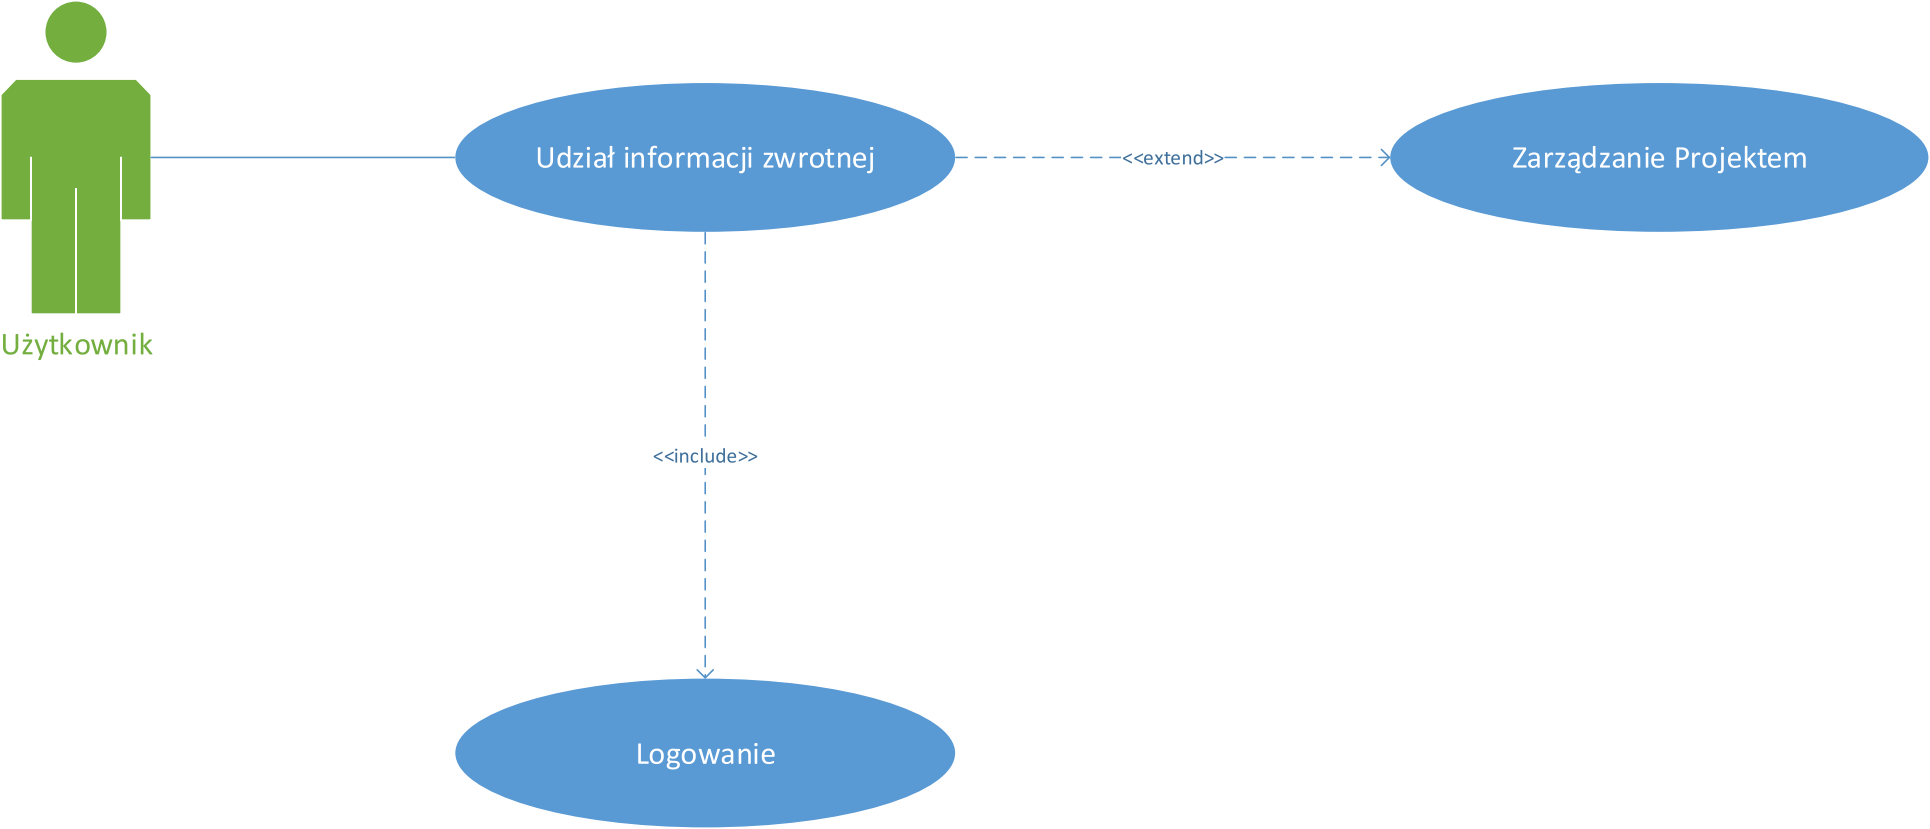 Udział informacji zwrotnej
<<extend>>
Zarządzanie Projektem
Użytkownik
<<include>>
Logowanie